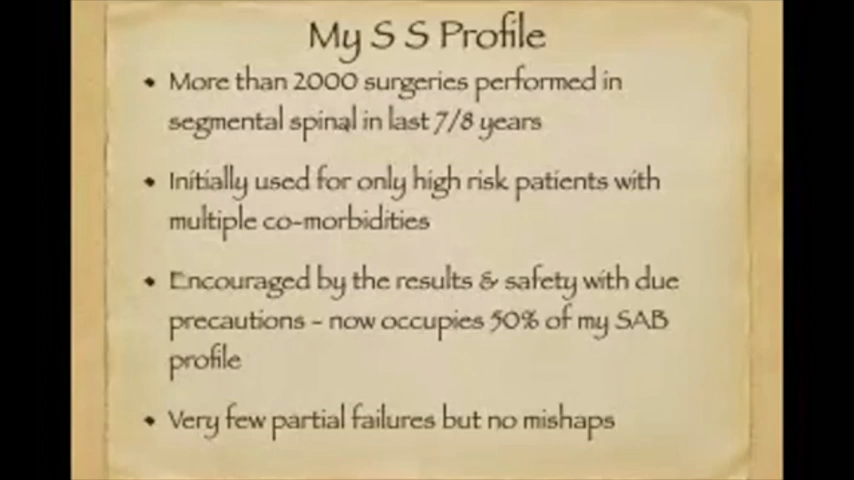 My S S Profile
• More than 2000 surgeries performed in
segmental spinal in last 7/8 years
• Initially used for only high risk patients with
multiple co-morbidities
• Encouraged by the results & safety with due
precautions - now occupies 50% of my SAB
profile
• Very few partial failures but no mishaps